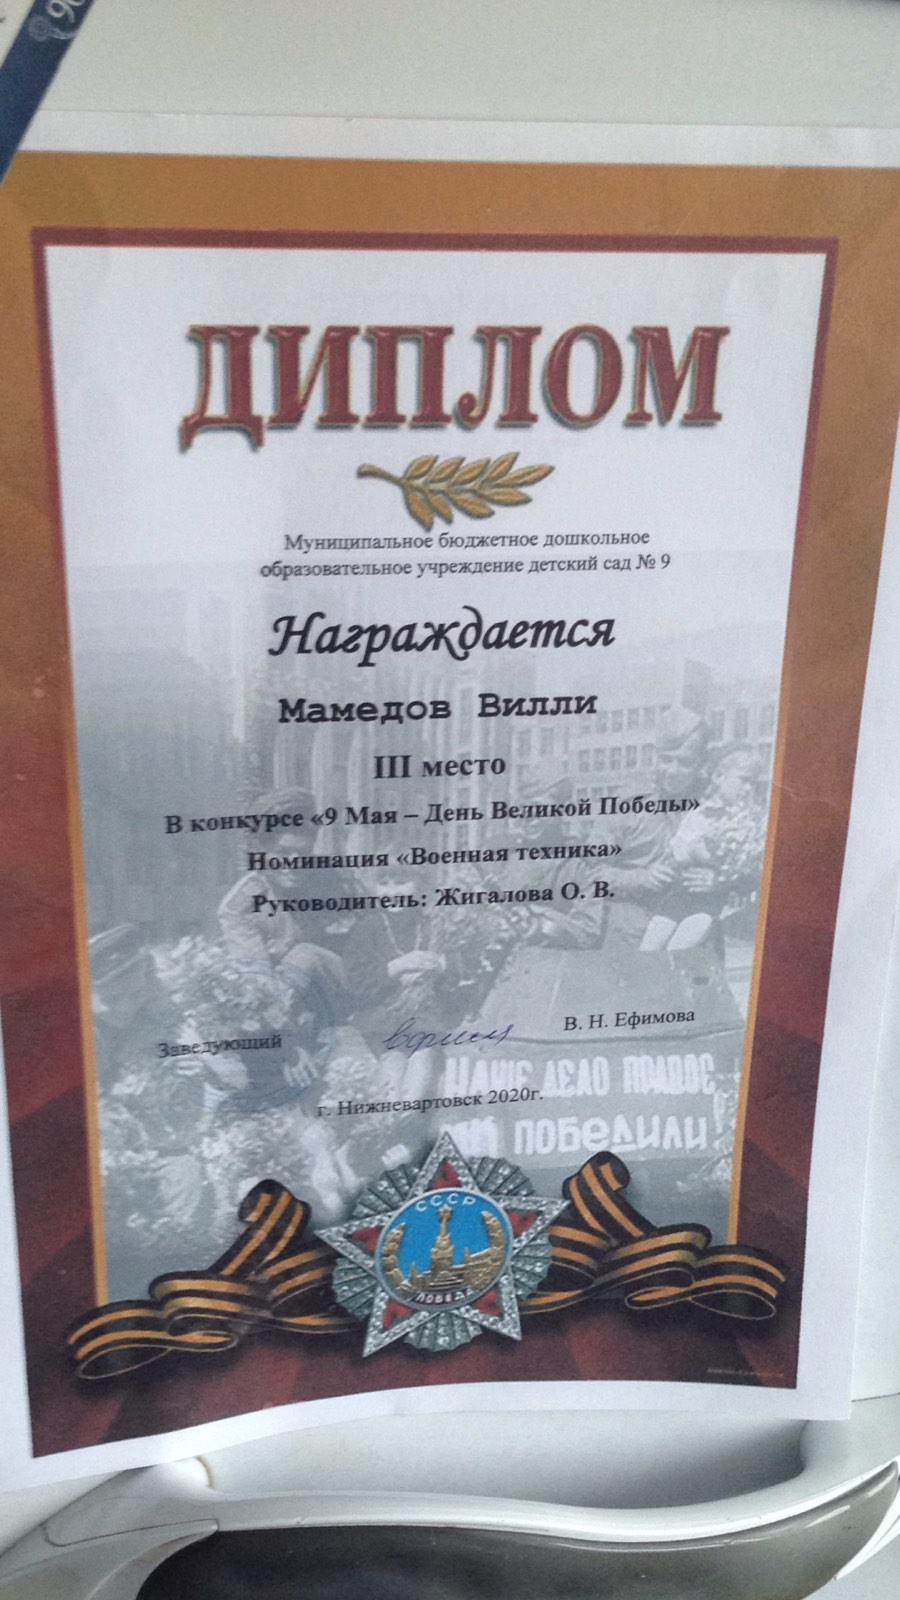 ДИПЛОМ
Муниципальное бюджетное дошкольное
образовательное учреждение детский сад № 9
Награждается
Мамедов Вилли
III место
В конкурсе «9 Мая – День Великой Победы»
Номинация «Военная техника»
Руководитель: Жигалова О. В.
Заведующий
В. Н. Ефимова
НАШЕ ДЕЛО ПРАВОЕ
г. Нижневартовск 2020г.
МЫ ПОБЕДИЛИ!
СССР
ПОБЕДА